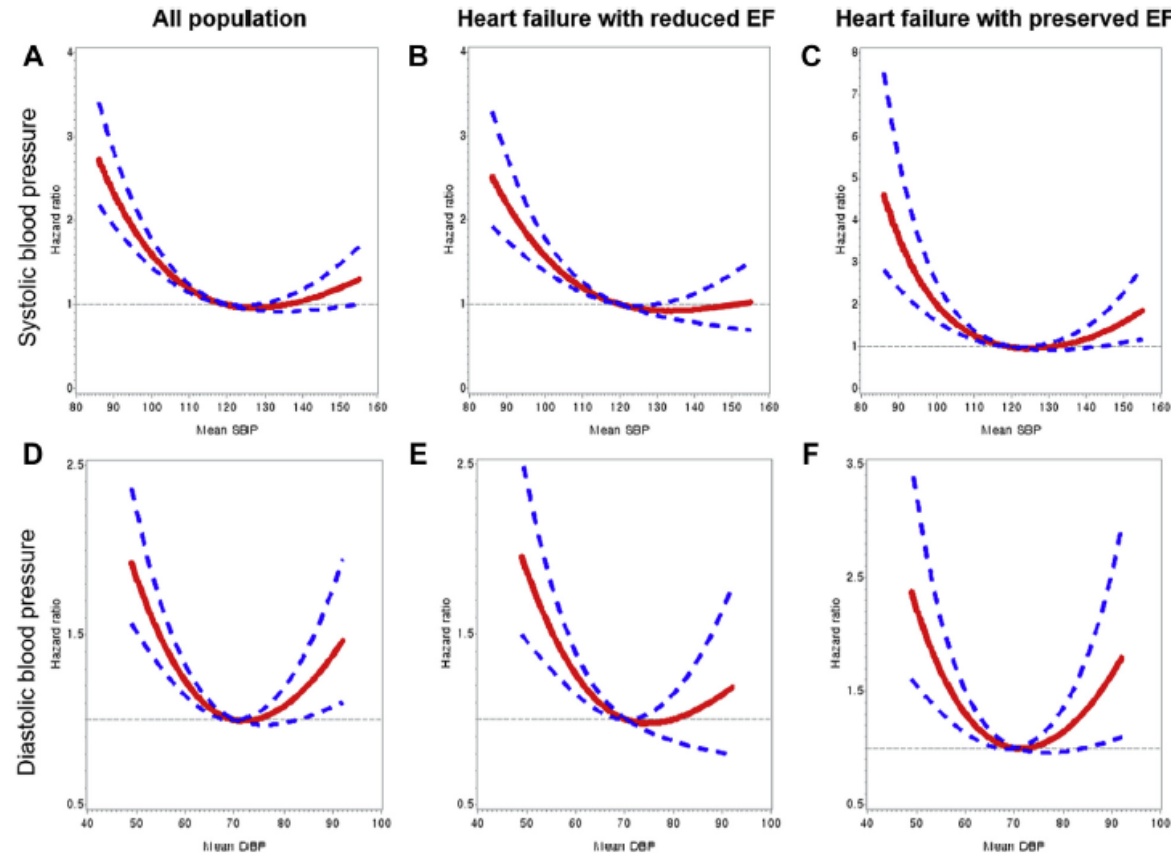 All population Heart failure with reduced EF Heart failure with preserved EF
A B C
Systolic blood pressure
Hazard ratio Hazard ratio Hazard ratio
4 4 8
7
3 3 6
5
2 2 4
3
2
1 1 1
0 0 0
80 90 100 110 120 130 140 150 160 80 90 100 110 120 130 140 150 160 80 90 100 110 120 130 140 150 160
Mean SBP Mean SBP Mean SBP
D E F
Diastolic blood pressure
Hazard ratio Hazard ratio Hazard ratio
2.5 2.5 3.5
2.5
1.5 1.5 1.5
0.5 0.5 0.5
40 50 60 70 80 90 100 40 50 60 70 80 90 100 40 50 60 70 80 90 100
Mean DBP Mean DBP Mean DBP